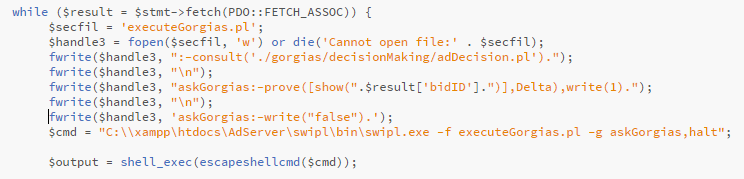 while ($result = $stmt->fetch(PDO::FETCH_ASSOC)) {
$secfil = 'executeGorgias.pl';
$handle3 = fopen($secfil, 'w') or die('Cannot open file:' . $secfil);
fwrite($handle3, ":-consult('./gorgias/decisionMaking/adDecision.pl').");
fwrite($handle3, "\n");
fwrite($handle3, "askGorgias:-prove([show(".$result['bidID'].")],Delta),write(1).");
fwrite($handle3, "\n");
fwrite($handle3, 'askGorgias:-write("false").');
$cmd = "C:\\xampp\htdocs\AdServer\swipl\bin\swipl.exe -f executeGorgias.pl -g askGorgias,halt";
$output = shell_exec(escapeshellcmd($cmd));